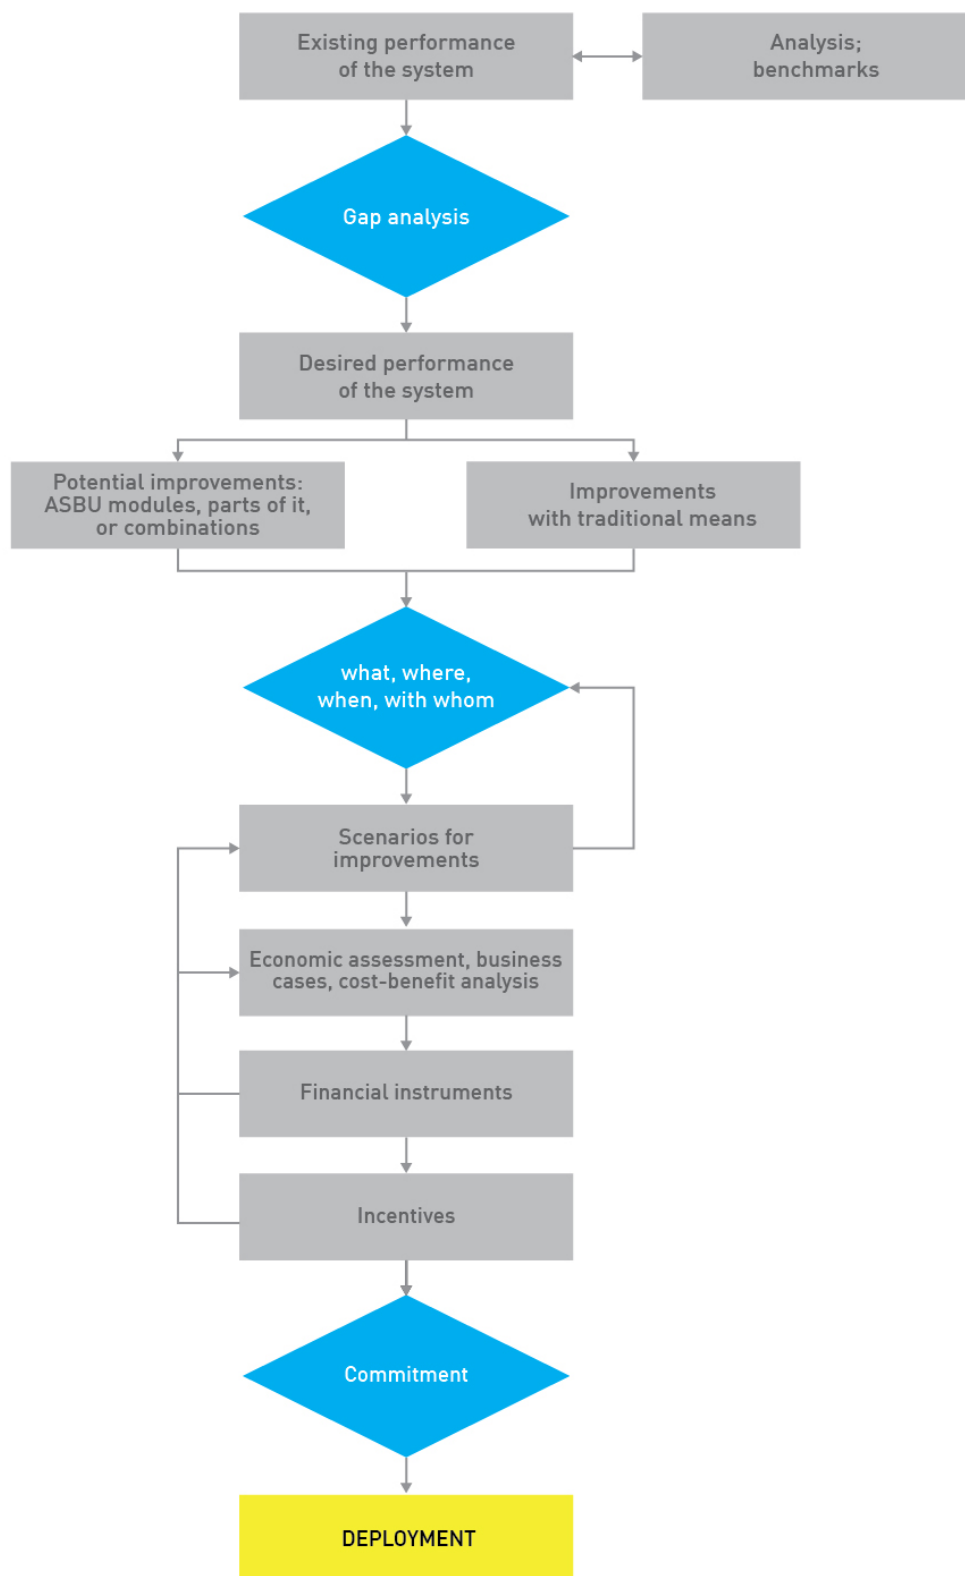 Existing performance
of the system
Analysis;
benchmarks
Gap analysis
Desired performance
of the system
Potential improvements:
ASBU modules, parts of it,
or combinations
Improvements
with traditional means
what, where,
when, with whom
Scenarios for
improvements
Economic assessment, business
cases, cost-benefit analysis
Financial instruments
Incentives
Commitment
DEPLOYMENT